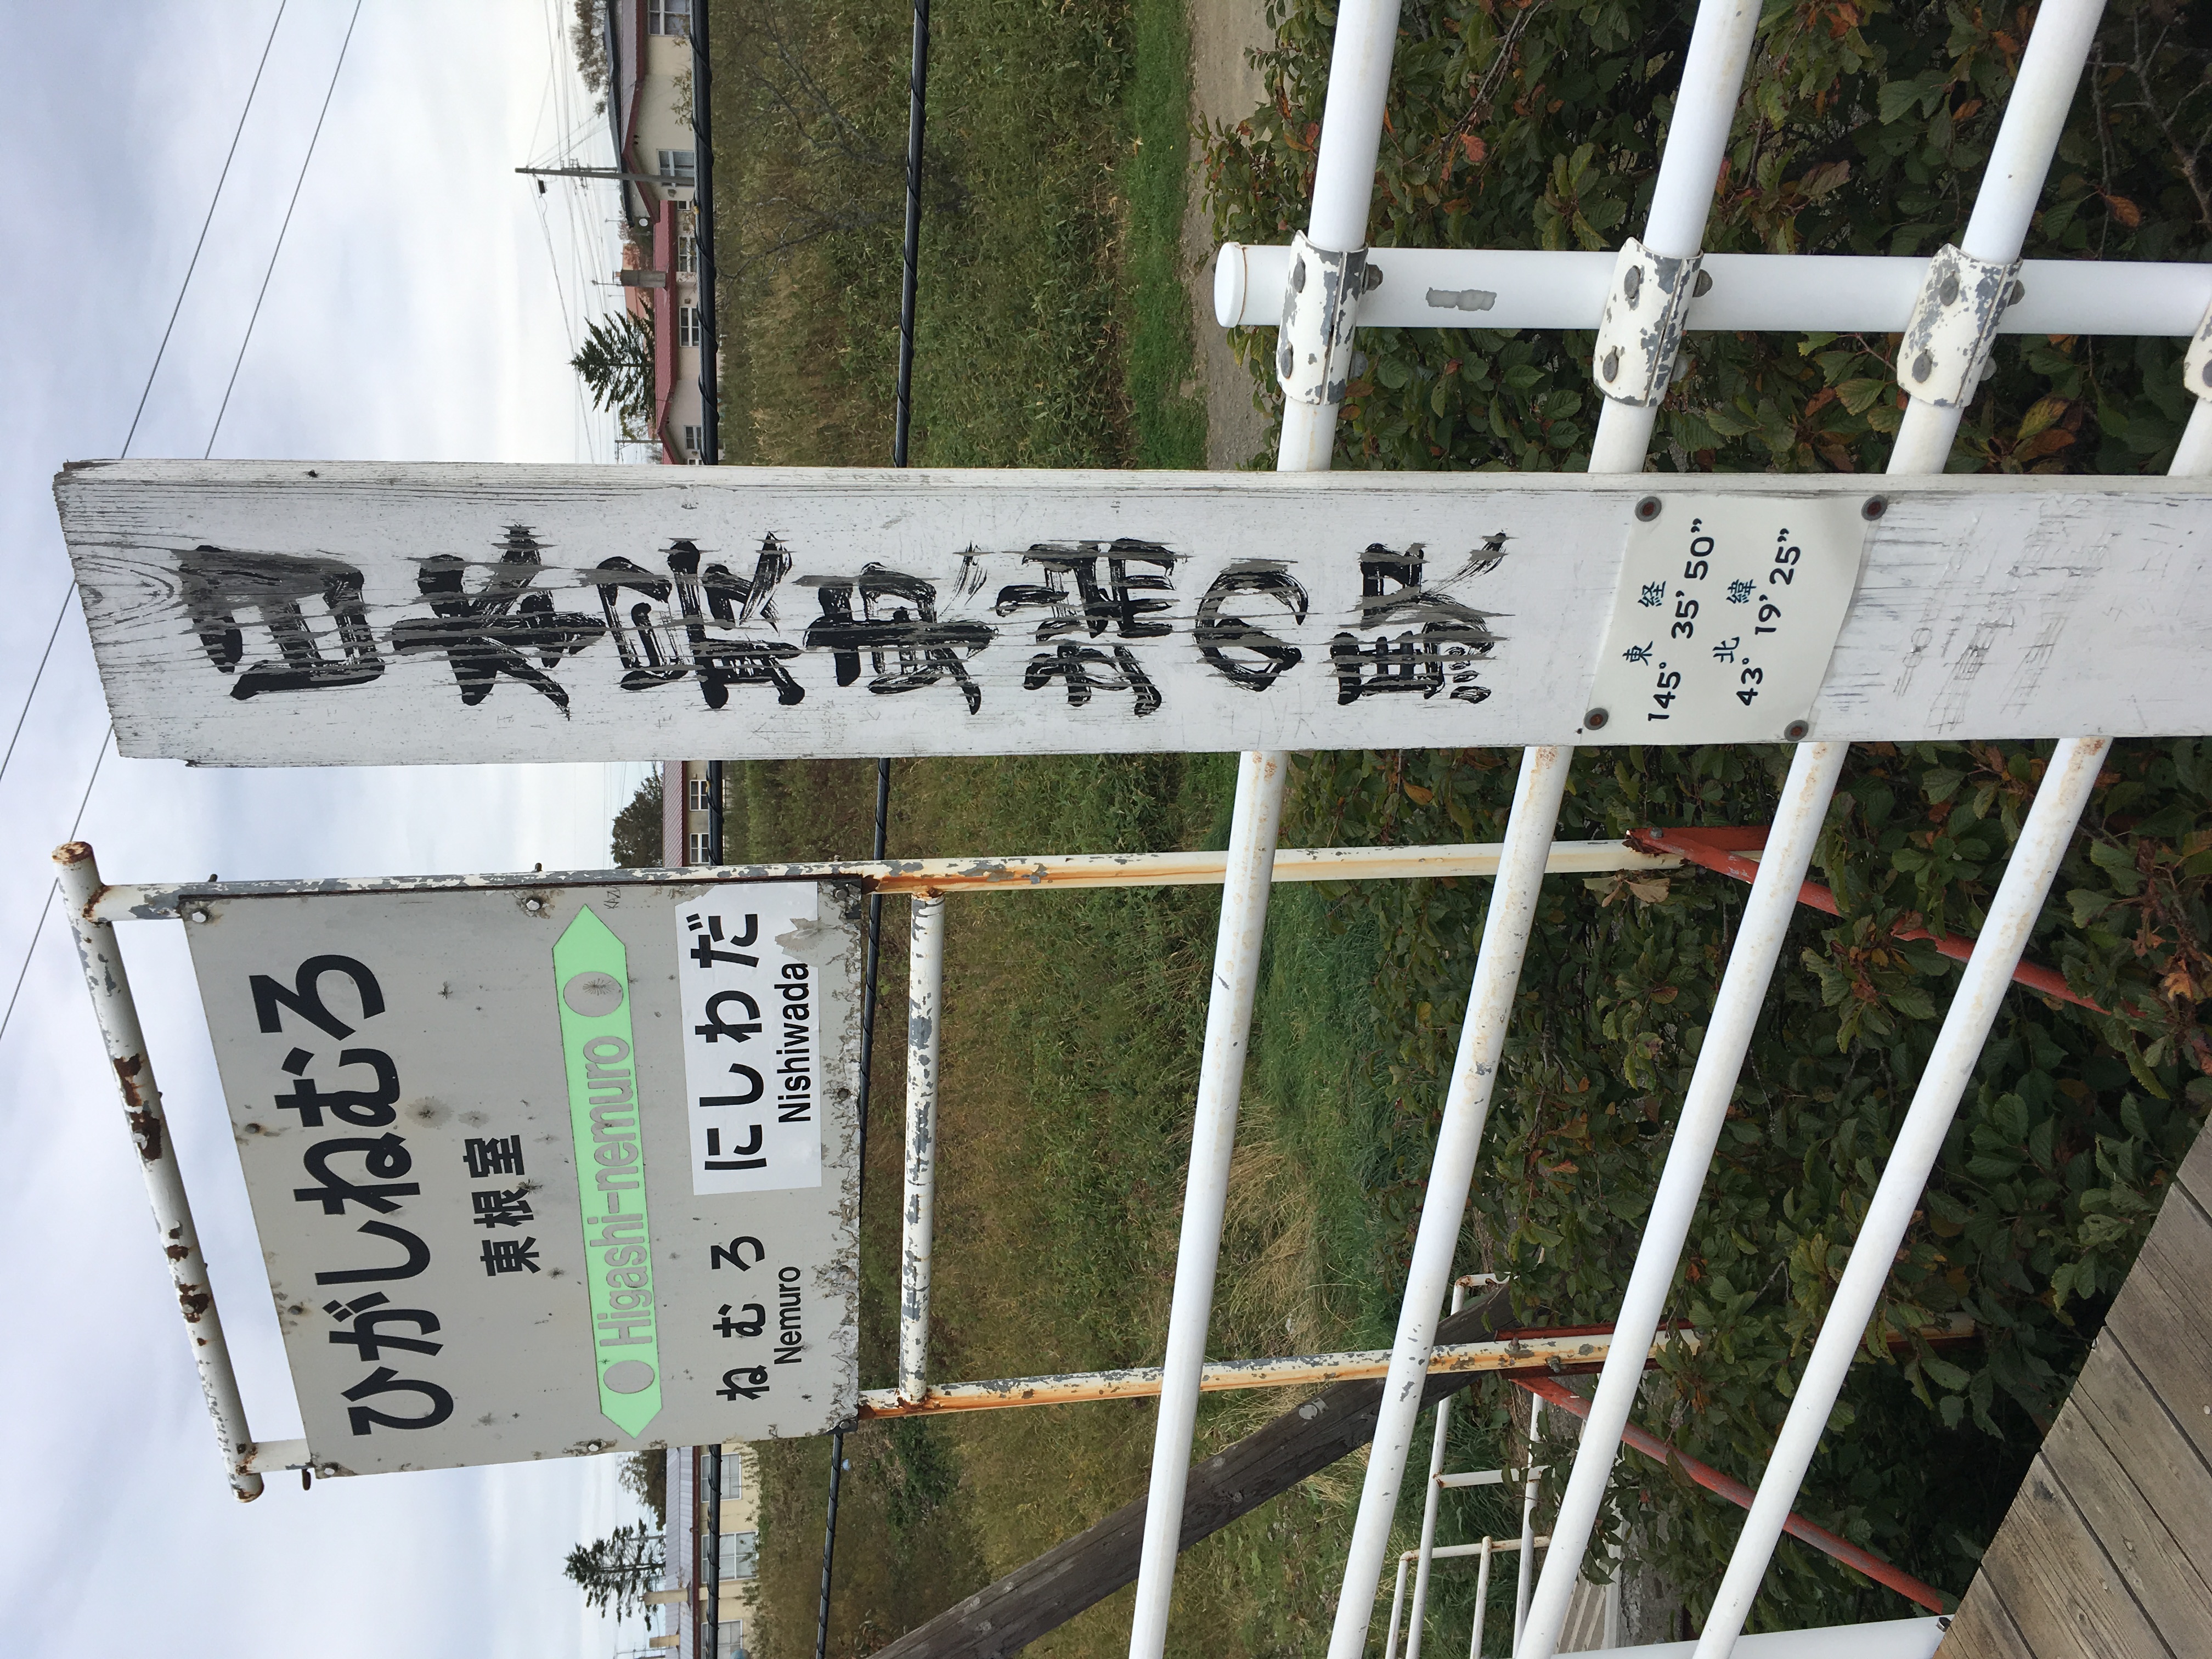 ひがしねむろ
東根室
Higashi-nemuro
ねむろ にしわだ
Nemuro Nishiwada
日本最東端の駅
東経
145° 35' 50"
北緯
43° 19' 25"